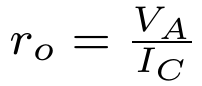 $r_o = \frac{V_A}{I_C}$